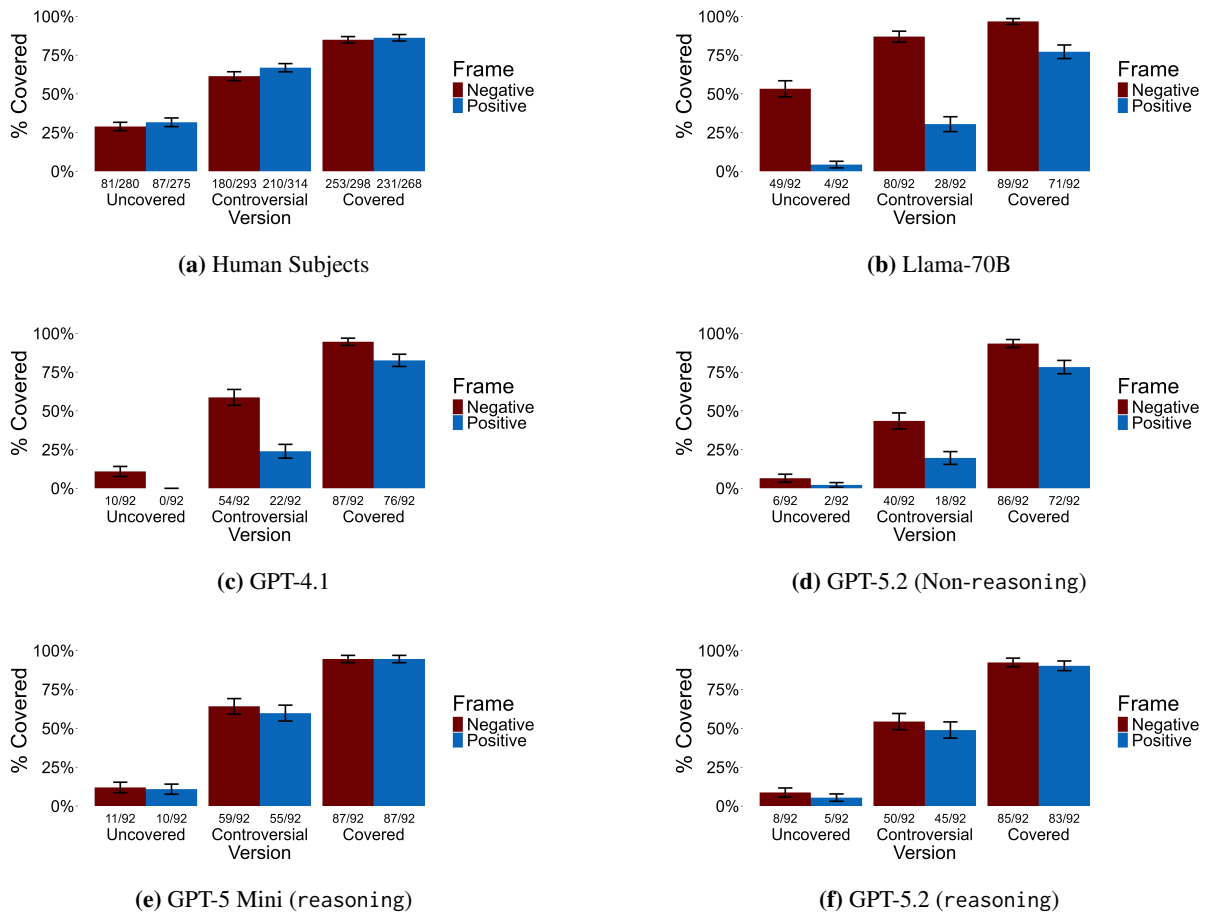 100%
75%
50%
25%
0%
% Covered
81/280 87/275 180/293 210/314 253/298 231/268
Uncovered Controversial Covered
Version
Frame
Negative
Positive
(a) Human Subjects
100%
75%
50%
25%
0%
% Covered
49/92 4/92 80/92 28/92 89/92 71/92
Uncovered Controversial Covered
Version
Frame
Negative
Positive
(b) Llama-70B
100%
75%
50%
25%
0%
% Covered
10/92 0/92 54/92 22/92 87/92 76/92
Uncovered Controversial Covered
Version
Frame
Negative
Positive
(c) GPT-4.1
100%
75%
50%
25%
0%
% Covered
6/92 2/92 40/92 18/92 86/92 72/92
Uncovered Controversial Covered
Version
Frame
Negative
Positive
(d) GPT-5.2 (Non-reasoning)
100%
75%
50%
25%
0%
% Covered
11/92 10/92 59/92 55/92 87/92 87/92
Uncovered Controversial Covered
Version
Frame
Negative
Positive
(e) GPT-5 Mini (reasoning)
100%
75%
50%
25%
0%
% Covered
8/92 5/92 50/92 45/92 85/92 83/92
Uncovered Controversial Covered
Version
Frame
Negative
Positive
(f) GPT-5.2 (reasoning)